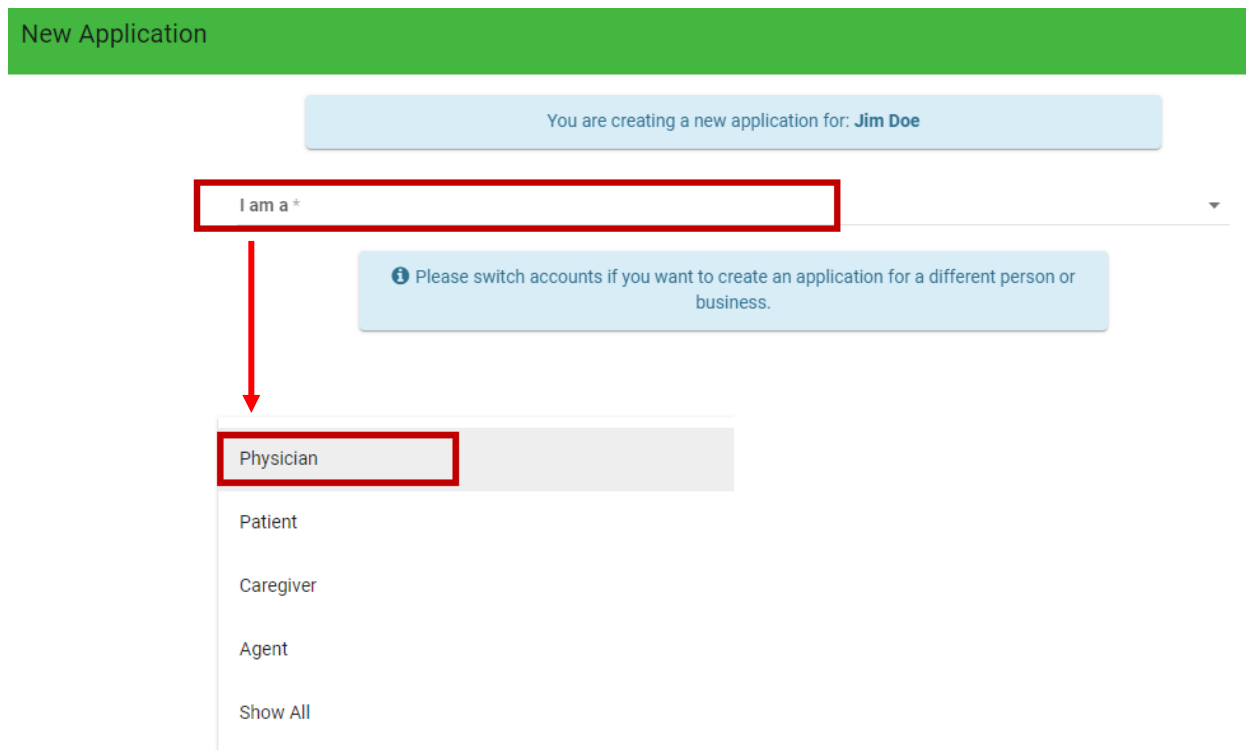 New Application
You are creating a new application for: Jim Doe
I am a *
Please switch accounts if you want to create an application for a different person or
business.
Physician
Patient
Caregiver
Agent
Show All